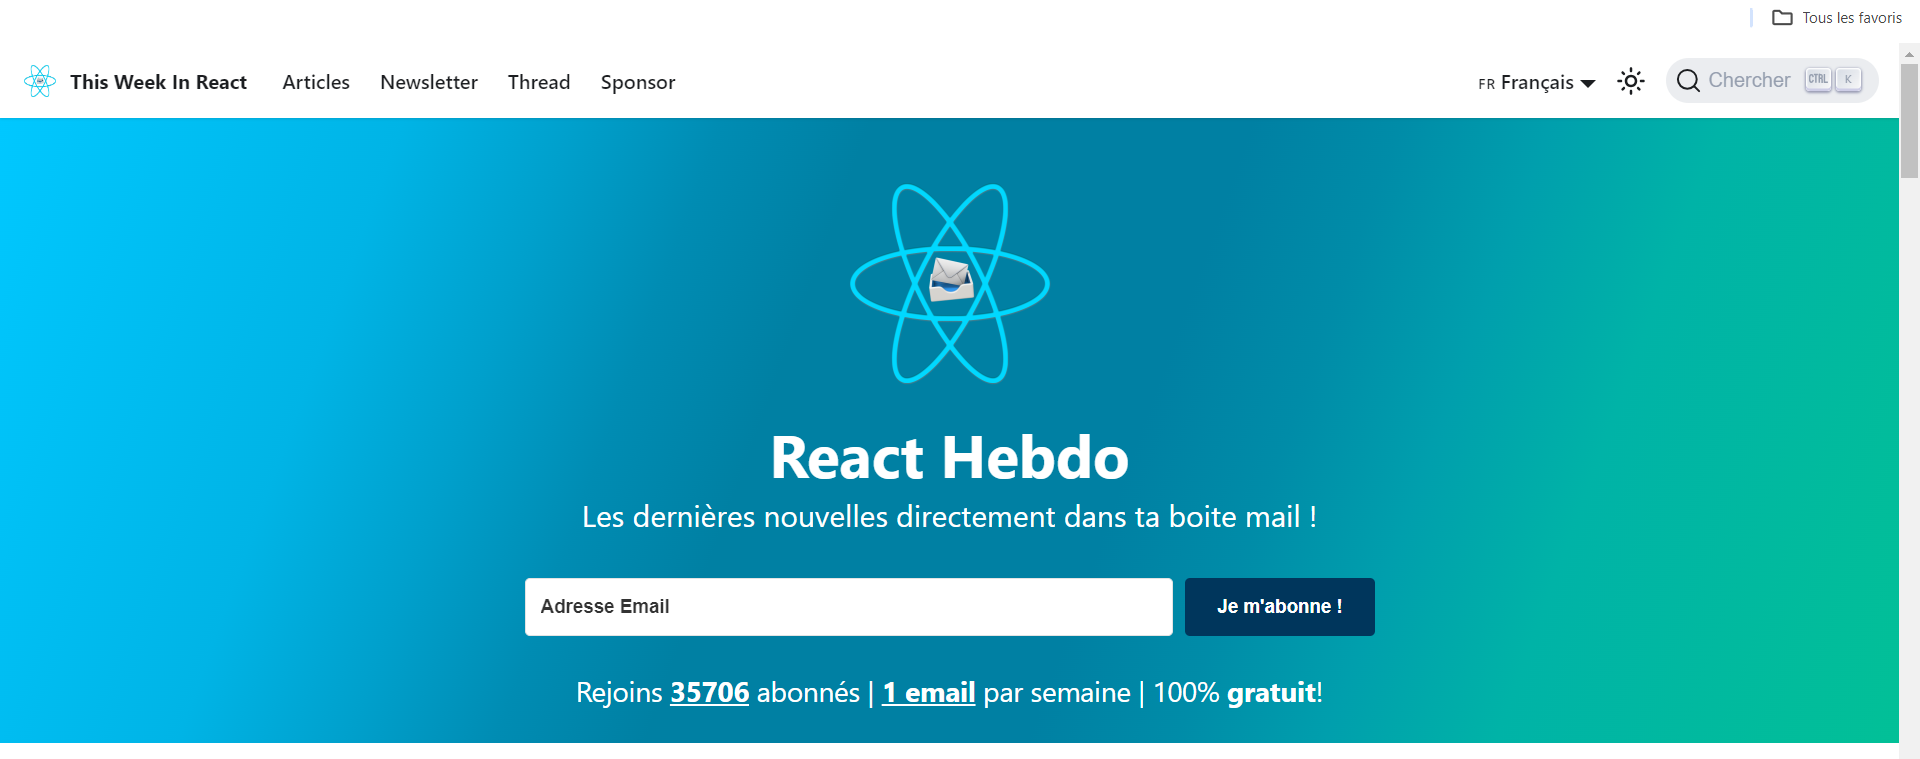 Tous les favoris
This Week In React Articles Newsletter Thread Sponsor FR Français Chercher CTRL K
React Hebdo
Les dernières nouvelles directement dans ta boite mail !
Adresse Email Je m'abonne !
Rejoins 35706 abonnés | 1 email par semaine | 100% gratuit!